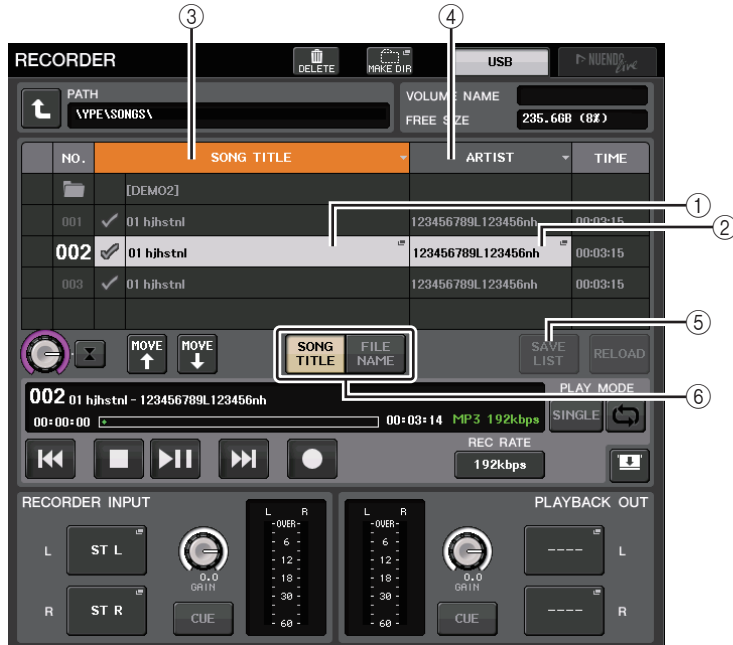 ③ ④
RECORDER DELETE MAKE DIR USB NUENDO Live
PATH
\YPE\SONGS\
VOLUME NAME
FREE SIZE 235.6GB (8%)
NO. SONG TITLE ARTIST TIME
[DEMO2]
①
001 01 hjhstnl 123456789L123456nh 00:03:15
②
002 01 hjhstnl 123456789L123456nh 00:03:15
003 01 hjhstnl 123456789L123456nh 00:03:15
⑤
MOVE MOVE SONG TITLE FILE NAME SAVE LIST RELOAD
⑥
002 01 hjhstnl - 123456789L123456nh
PLAY MODE
00:00:00 00:03:14 MP3 192kbps SINGLE
REC RATE
192kbps
RECORDER INPUT
L R
-OVER-
6
12
18
30
60
L ST L
0.0
GAIN
R ST R
CUE
PLAYBACK OUT
L R
-OVER-
6
12
18
30
60
0.0
GAIN
CUE
---- L
---- R